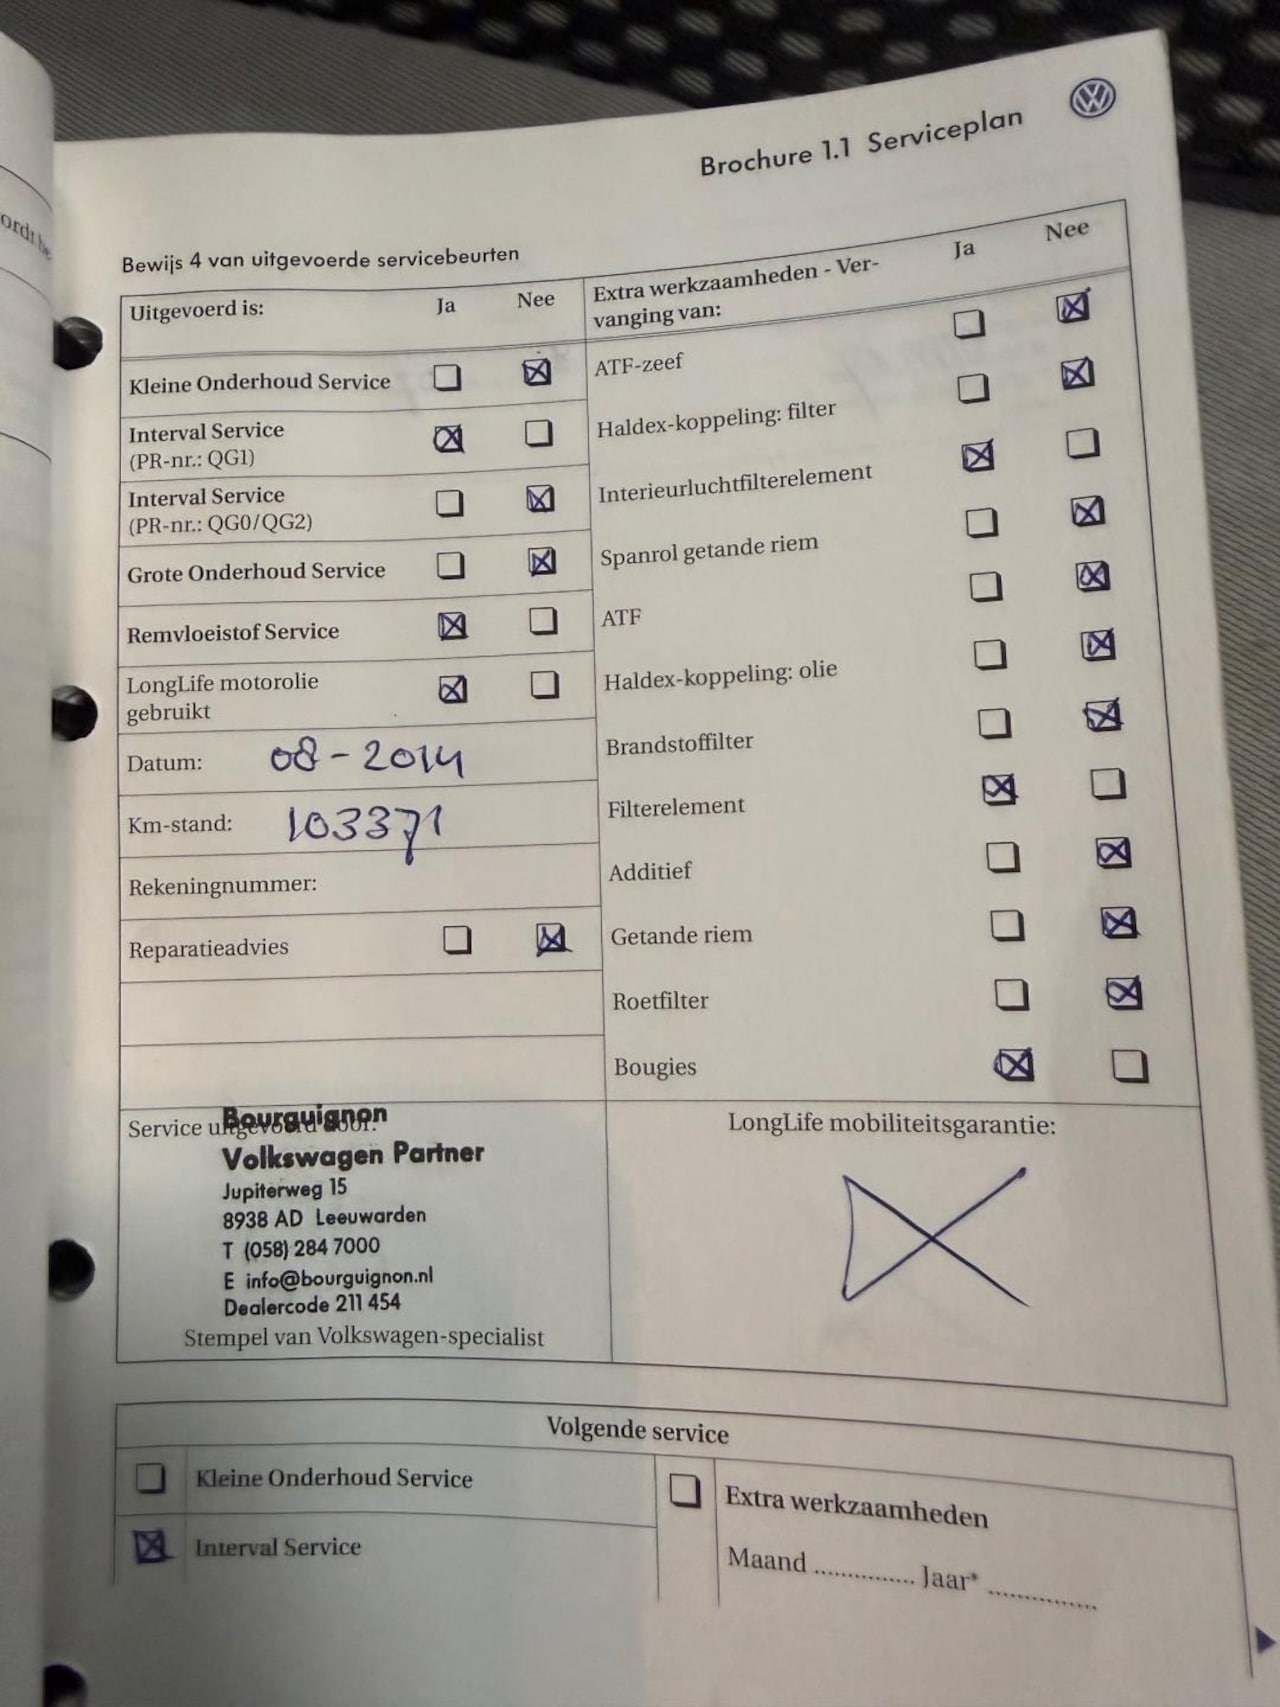 Brochure 1.1 Serviceplan
Bewijs 4 van uitgevoerde servicebeurten
Uitgevoerd is: Ja Nee
Kleine Onderhoud Service
Interval Service
(PR-nr.: QG1)
Interval Service
(PR-nr.: QG0/QG2)
Grote Onderhoud Service
Remvloeistof Service
LongLife motorolie
gebruikt
Datum: 08-2014
Km-stand: 103371
Rekeningnummer:
Reparatieadvies
Extra werkzaamheden - Ver-
vanging van: Ja Nee
ATF-zeef
Haldex-koppeling: filter
Interieurluchtfilterelement
Spanrol getande riem
ATF
Haldex-koppeling: olie
Brandstoffilter
Filterelement
Additief
Getande riem
Roetfilter
Bougies
Service uitgevoerd door:
Bourguignon
Volkswagen Partner
Jupiterweg 15
8938 AD Leeuwarden
T (058) 284 7000
E info@bourguignon.nl
Dealercode 211 454
Stempel van Volkswagen-specialist
LongLife mobiliteitsgarantie:
Volgende service
Kleine Onderhoud Service
Interval Service
Extra werkzaamheden
Maand ............... Jaar* ................